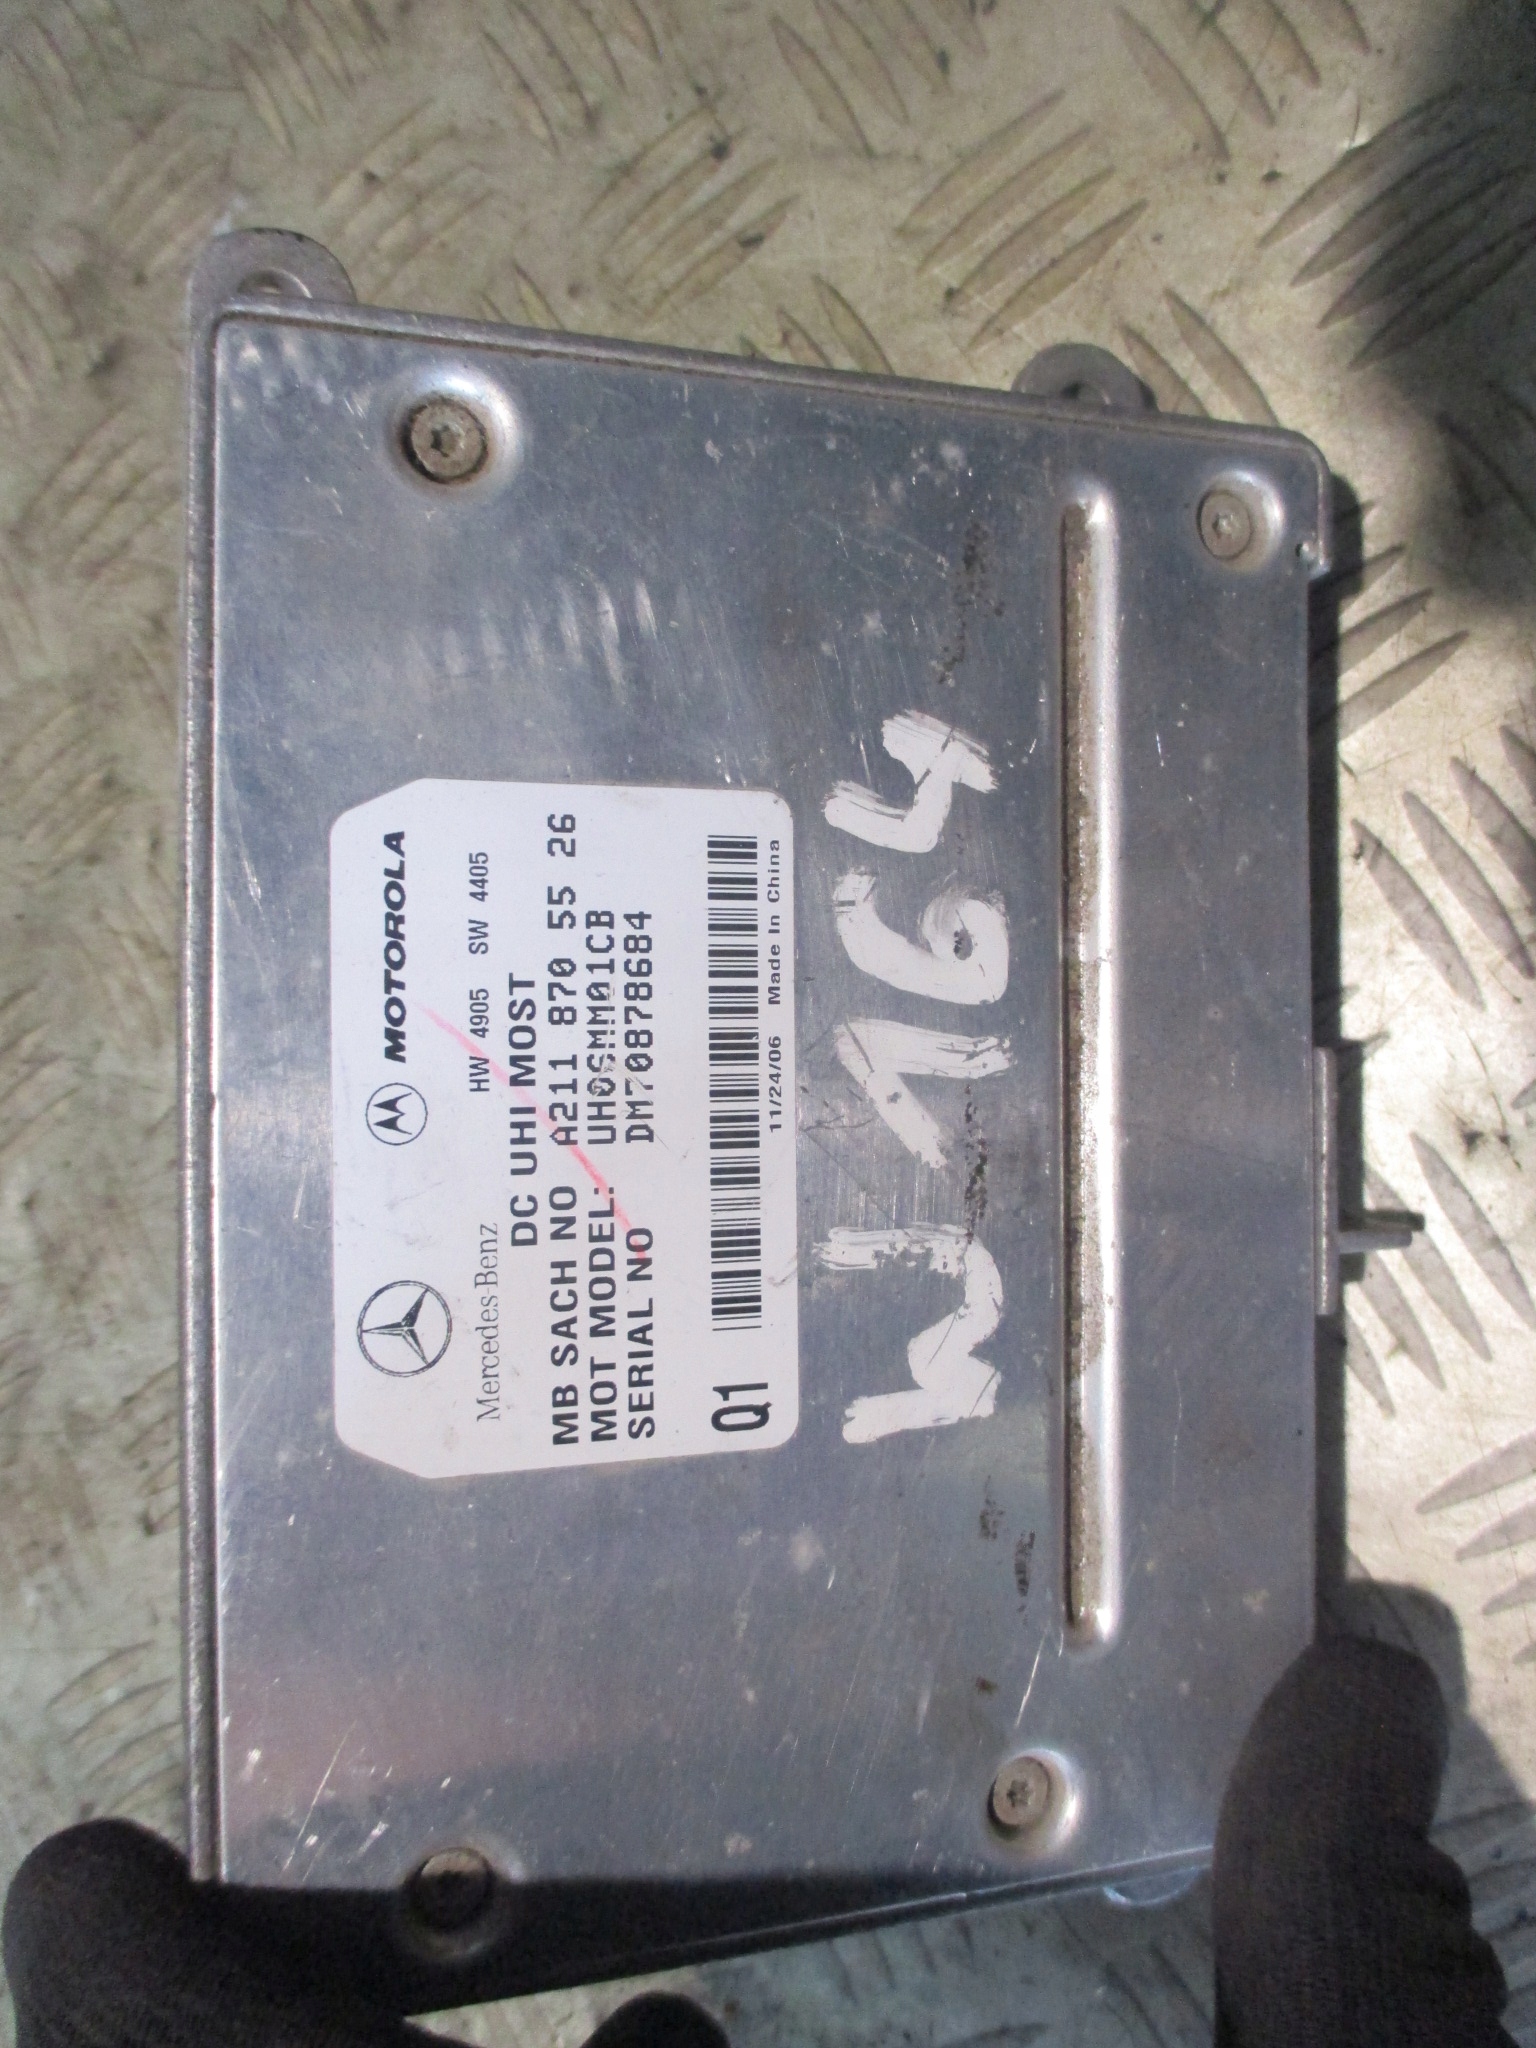 Mercedes-Benz
MOTOROLA
HW 4905 SW 4405
DC UHI MOST
MB SACH NO A211 870 55 26
MOT MODEL: UH0SMM01CB
SERIAL NO DM70878684
Q1
11/24/06 Made In China
W164